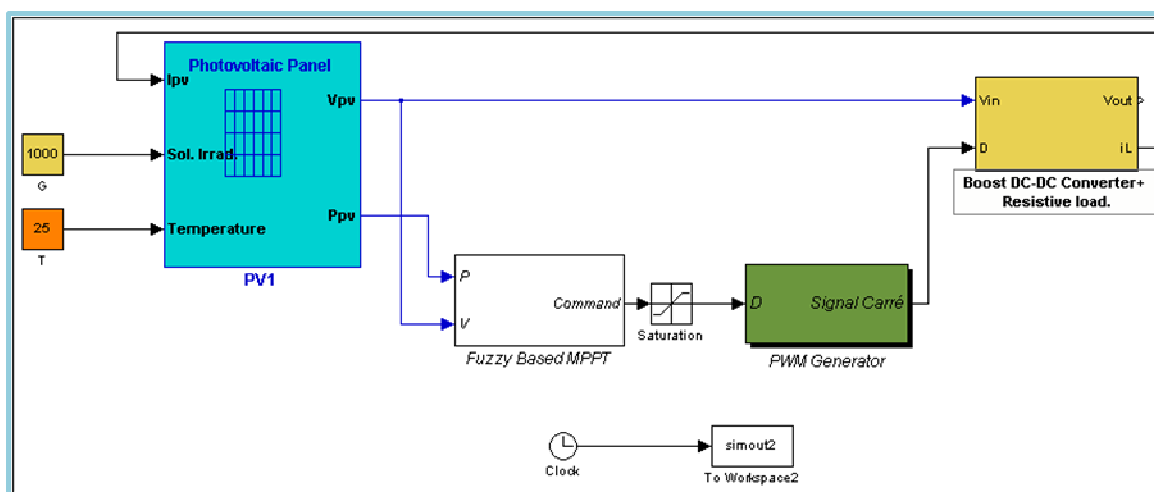 Photovoltaic Panel
Ipv
Vpv
Sol. Irrad.
Ppv
Temperature
PV1
1000
G
25
T
Vin
Vout
D
iL
Boost DC-DC Converter+
Resistive load.
P
Command
V
Fuzzy Based MPPT
Saturation
D
Signal Carré
PWM Generator
Clock
simout2
To Workspace2